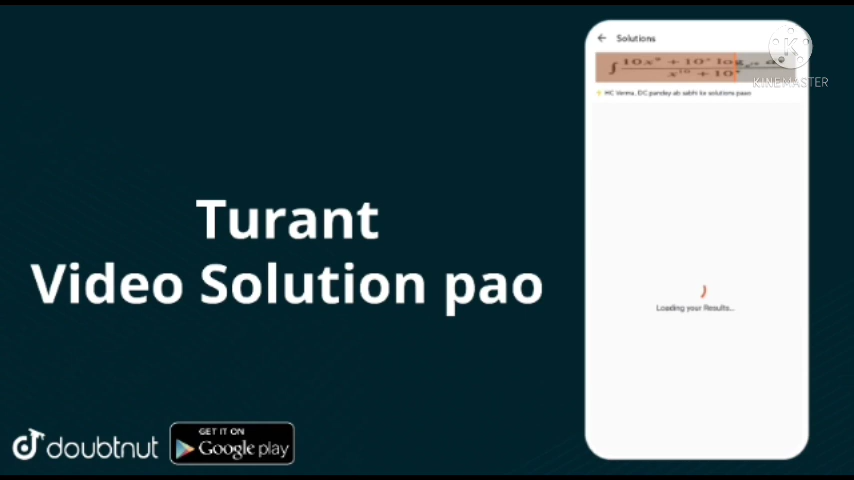 Turant
Video Solution pao
doubtnut
GET IT ON
Google play
Solutions
HC Verma, DC pandey ab sabhi ke solutions paao
Loading your Results...
KINEMASTER